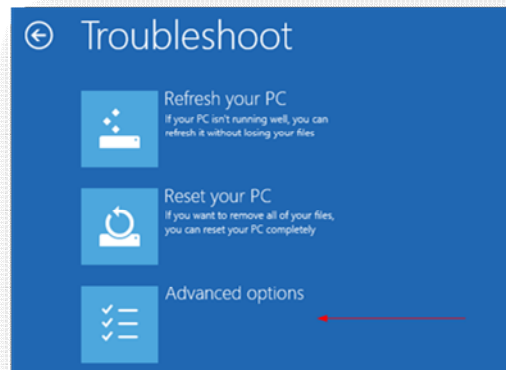 Troubleshoot
Refresh your PC
If your PC isn't running well, you can
refresh it without losing your files
Reset your PC
If you want to remove all of your files,
you can reset your PC completely
Advanced options